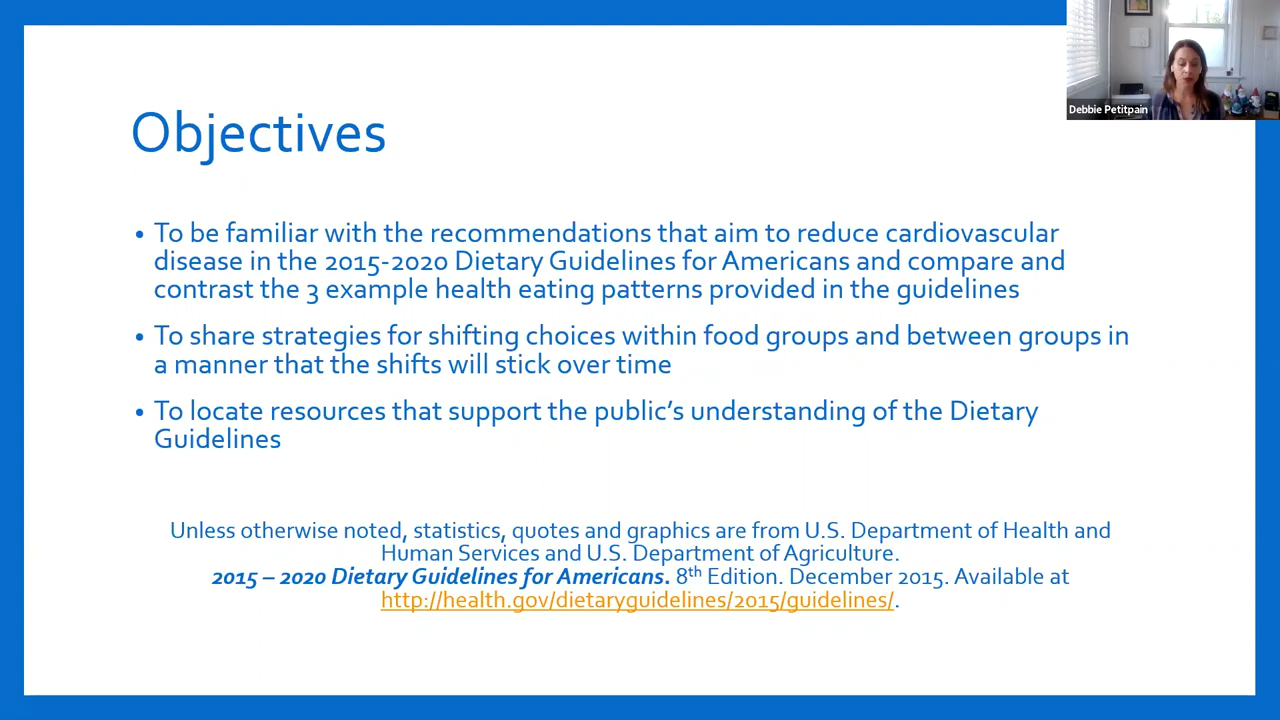 Debbie Petitpain
Objectives
• To be familiar with the recommendations that aim to reduce cardiovascular
disease in the 2015-2020 Dietary Guidelines for Americans and compare and
contrast the 3 example health eating patterns provided in the guidelines
• To share strategies for shifting choices within food groups and between groups in
a manner that the shifts will stick over time
• To locate resources that support the public’s understanding of the Dietary
Guidelines
Unless otherwise noted, statistics, quotes and graphics are from U.S. Department of Health and
Human Services and U.S. Department of Agriculture.
2015 – 2020 Dietary Guidelines for Americans. 8th Edition. December 2015. Available at
http://health.gov/dietaryguidelines/2015/guidelines/.